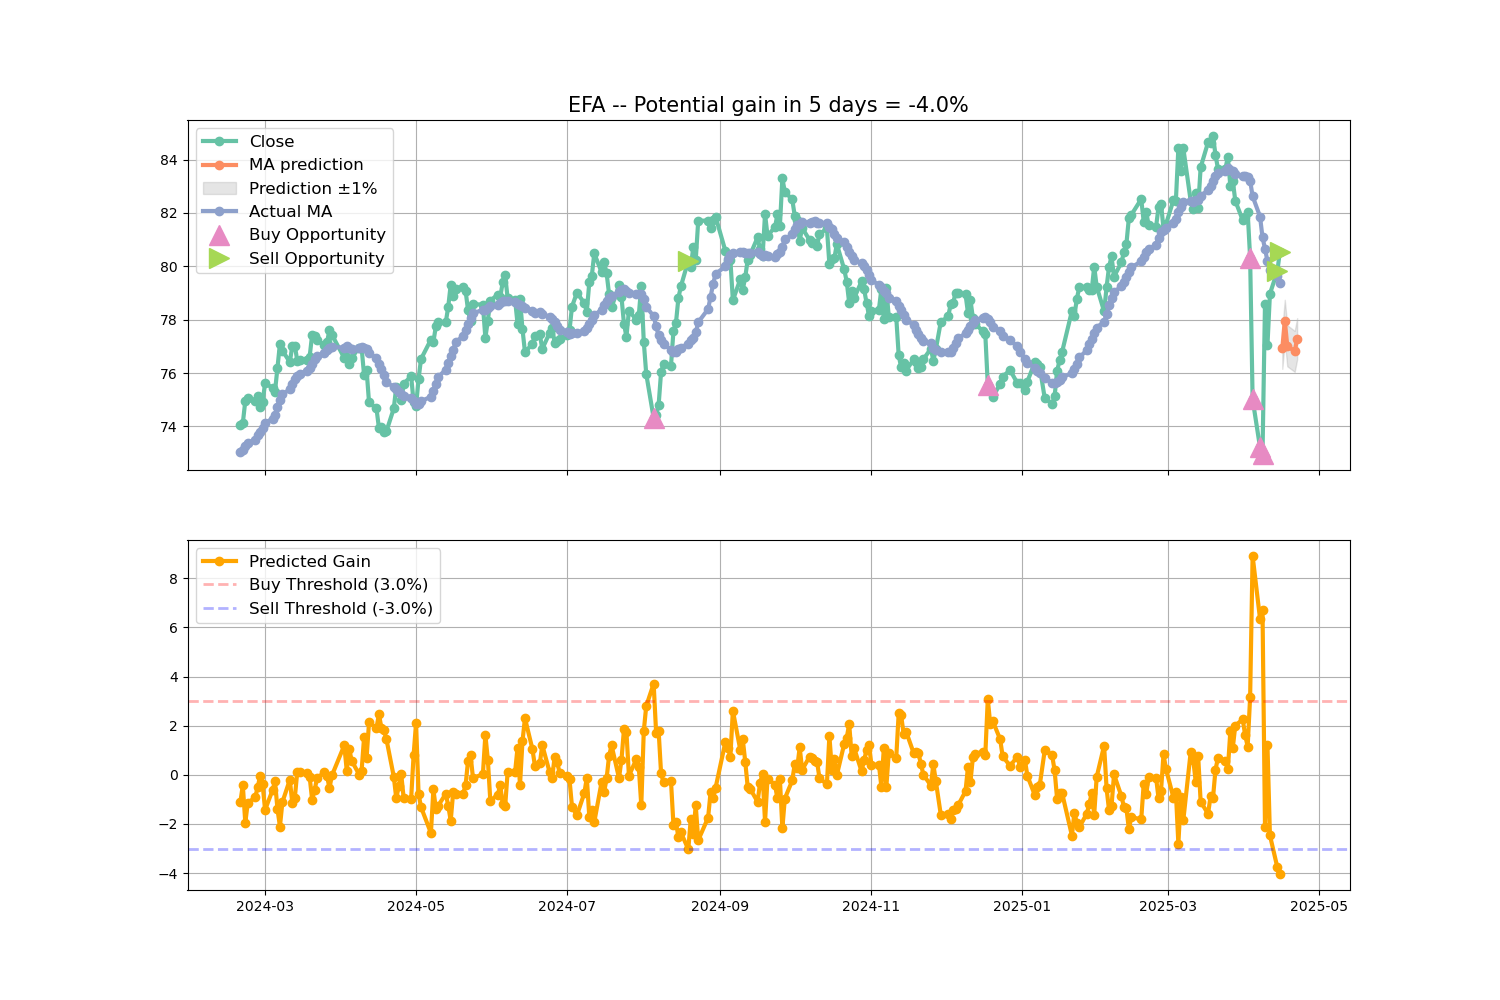 EFA -- Potential gain in 5 days = -4.0%
Close
MA prediction
Prediction ±1%
Actual MA
Buy Opportunity
Sell Opportunity
84
82
80
78
76
74
Predicted Gain
Buy Threshold (3.0%)
Sell Threshold (-3.0%)
8
6
4
2
0
−2
−4
2024-03 2024-05 2024-07 2024-09 2024-11 2025-01 2025-03 2025-05